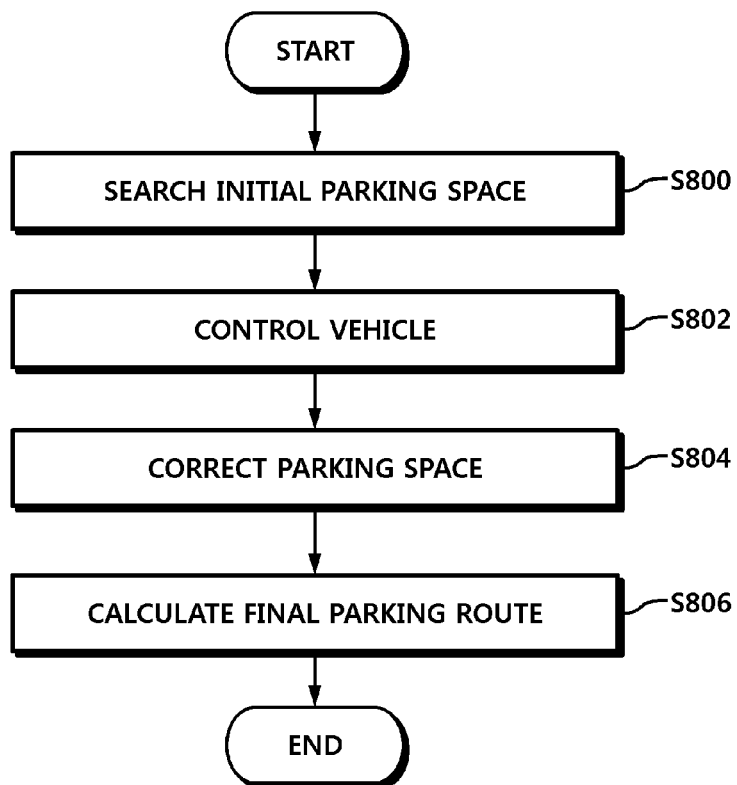 START
SEARCH INITIAL PARKING SPACE
S800
CONTROL VEHICLE
S802
CORRECT PARKING SPACE
S804
CALCULATE FINAL PARKING ROUTE
S806
END